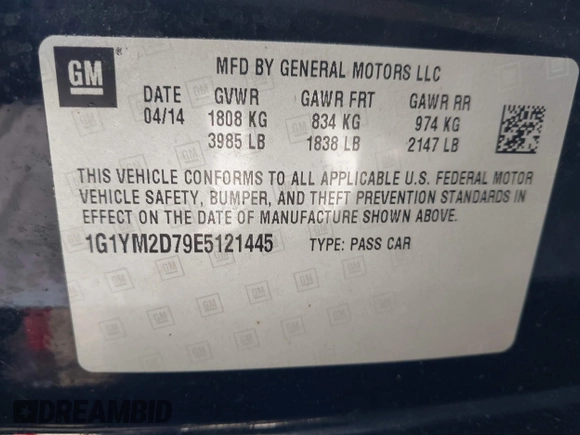 GM
®
MFD BY GENERAL MOTORS LLC
DATE GVWR GAWR FRT GAWR RR
04/14 1808 KG 834 KG 974 KG
3985 LB 1838 LB 2147 LB
THIS VEHICLE CONFORMS TO ALL APPLICABLE U.S. FEDERAL MOTOR
VEHICLE SAFETY, BUMPER, AND THEFT PREVENTION STANDARDS IN
EFFECT ON THE DATE OF MANUFACTURE SHOWN ABOVE.
1G1YM2D79E5121445 TYPE: PASS CAR
DREAMBID